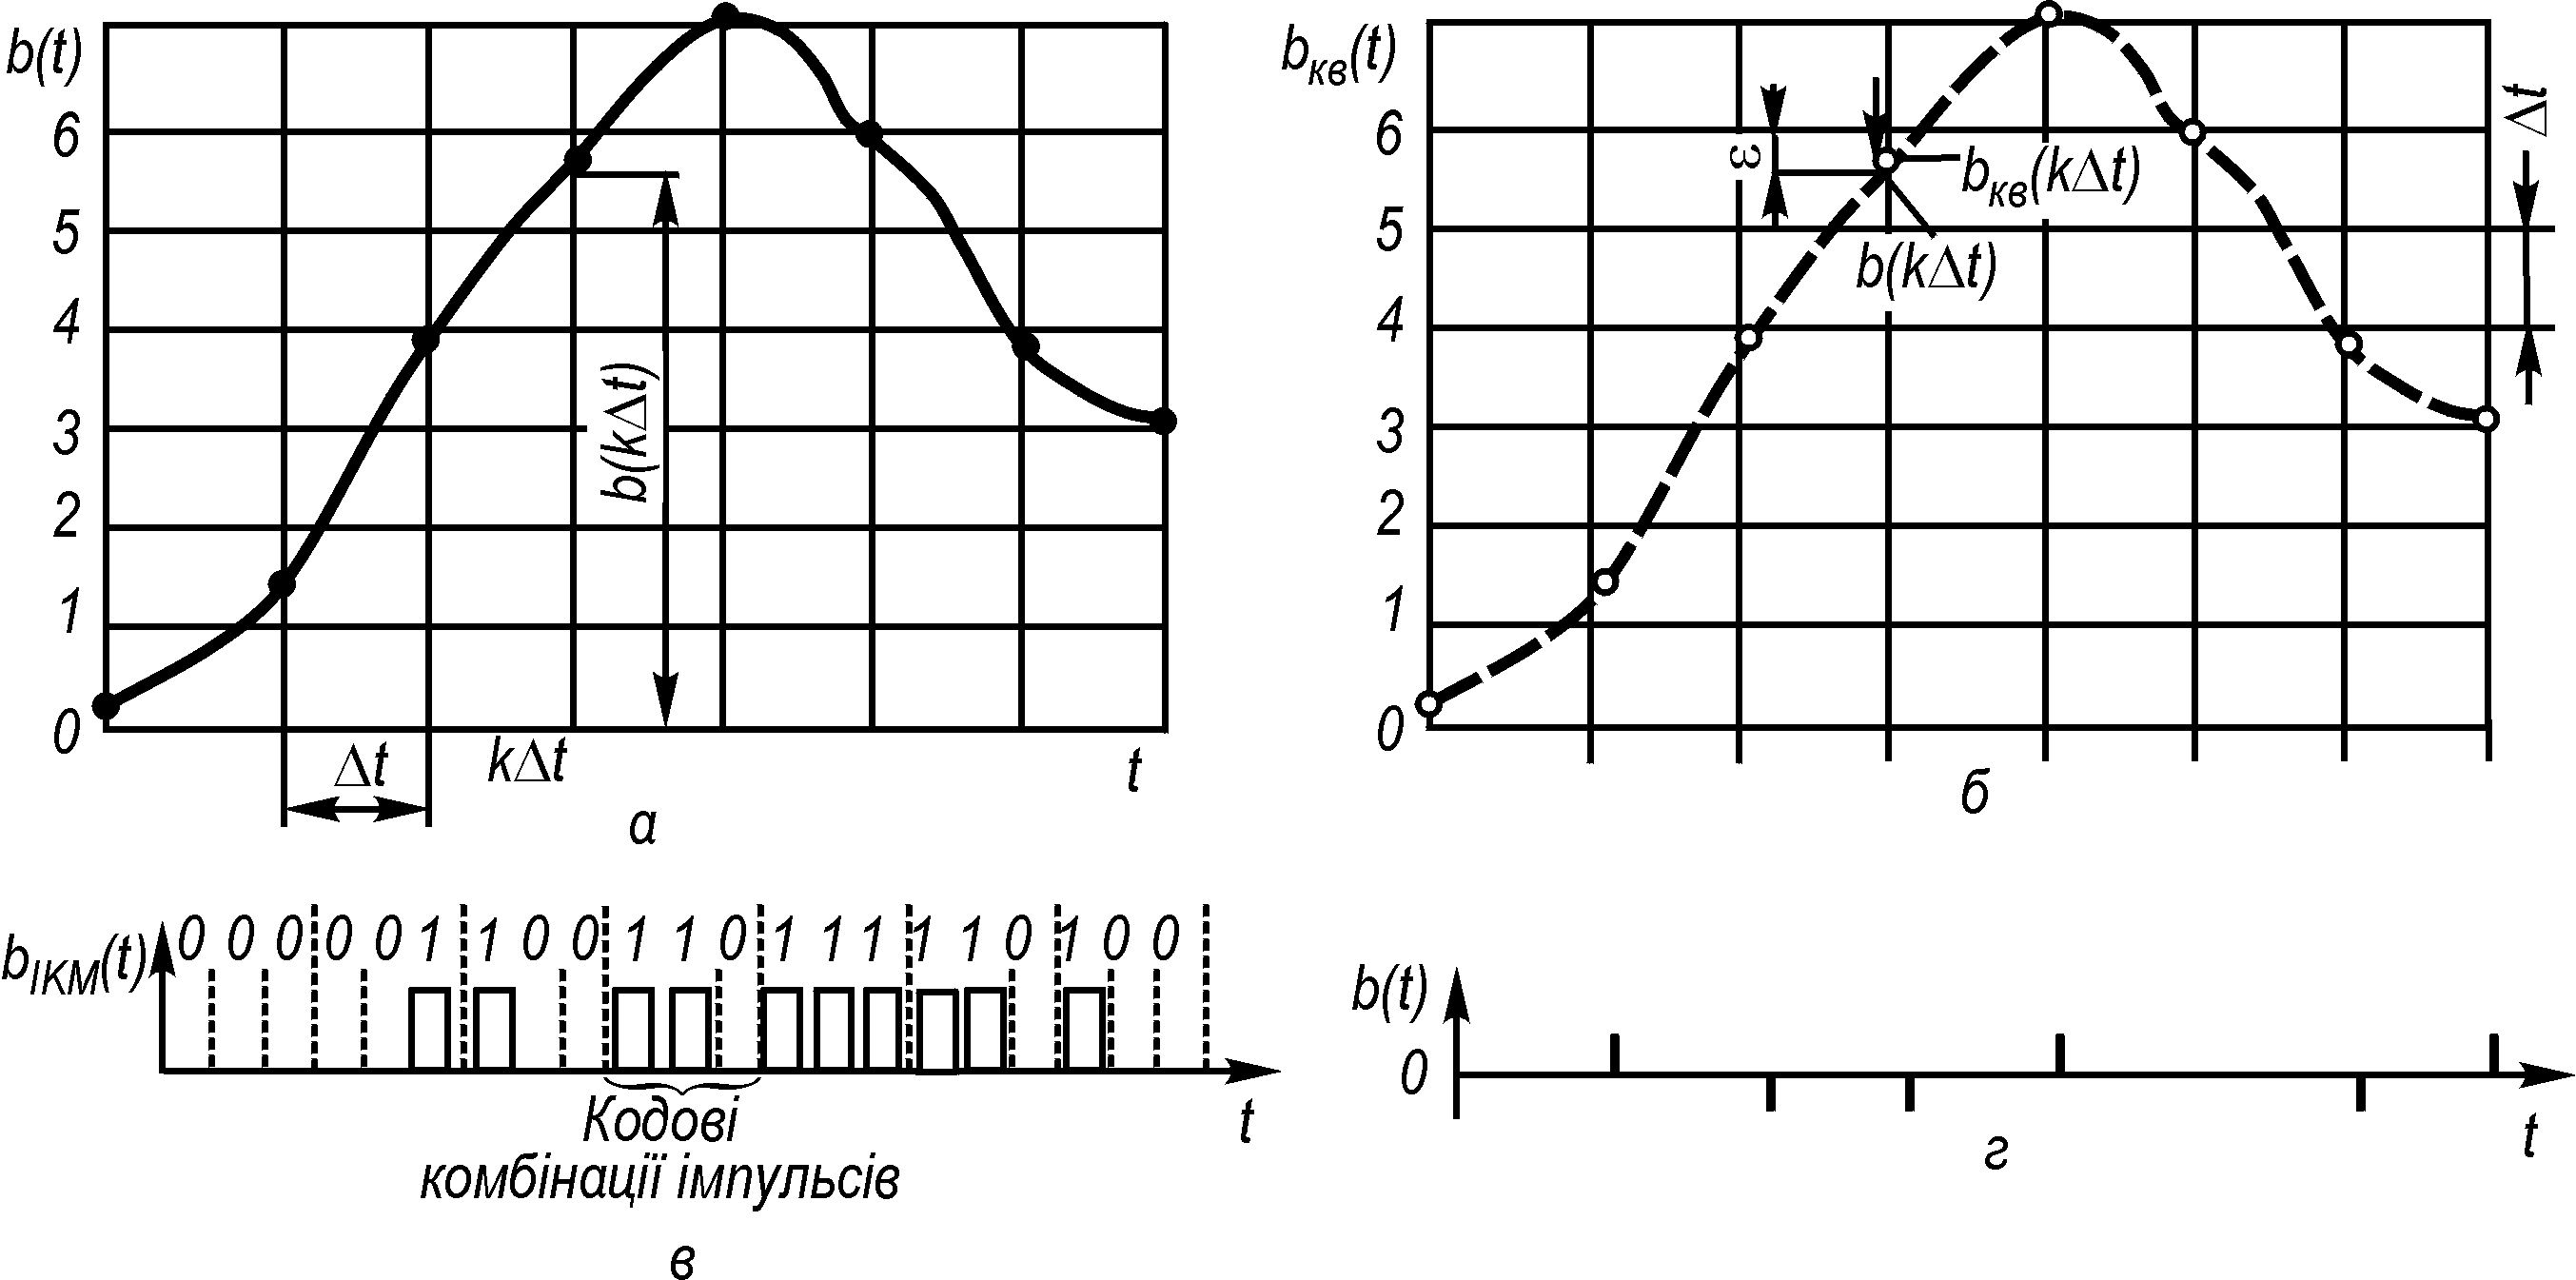 b(t)
6
5
4
3
2
1
0
b(kΔt)
Δt
kΔt
t
а
bкв(t)
6
5
4
3
2
1
0
ε
bкв(kΔt)
b(kΔt)
Δt
б
bІКМ(t)
0 0 0 0 0 1 1 0 0 1 1 0 1 1 1 1 1 0 1 0 0
Кодові
комбінації імпульсів
t
в
b(t)
0
t
г